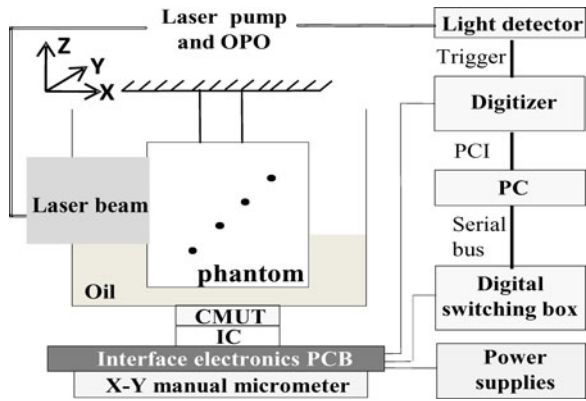 Laser pump
and OPO
Light detector
Trigger
Z
Y
X
Digitizer
PCI
PC
Laser beam
Serial
bus
phantom
Oil
Digital
switching box
CMUT
IC
Interface electronics PCB
X-Y manual micrometer
Power
supplies